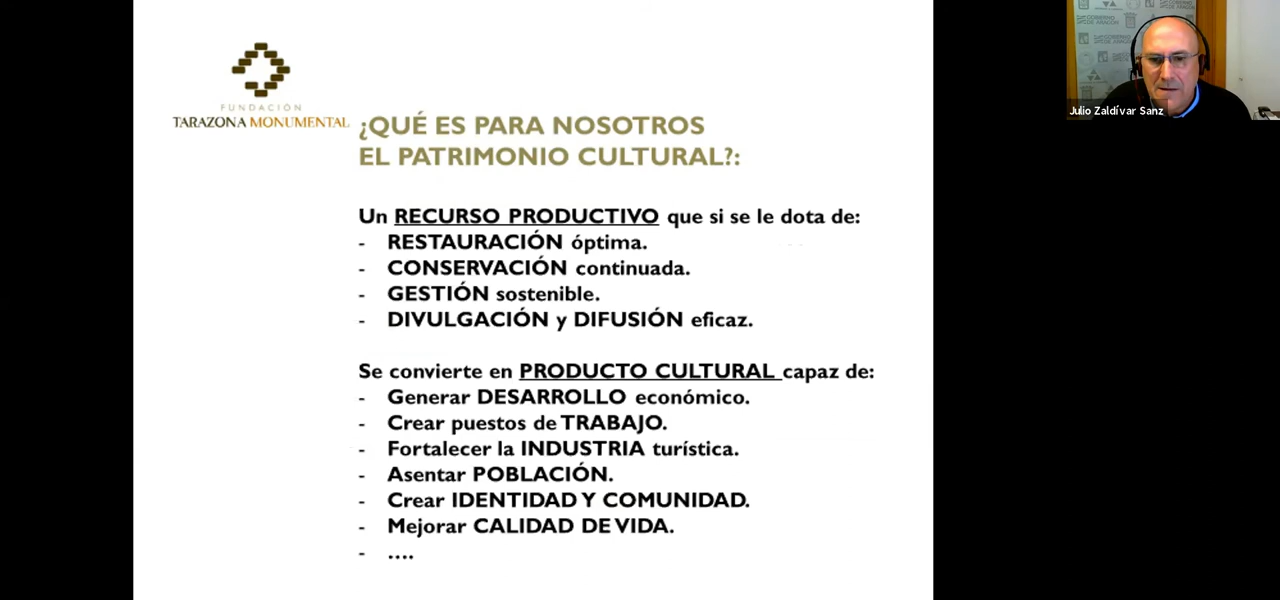 FUNDACIÓN
TARAZONA MONUMENTAL
¿QUÉ ES PARA NOSOTROS
EL PATRIMONIO CULTURAL?:
Un RECURSO PRODUCTIVO que si se le dota de:
- RESTAURACIÓN óptima.
- CONSERVACIÓN continuada.
- GESTIÓN sostenible.
- DIVULGACIÓN y DIFUSIÓN eficaz.
Se convierte en PRODUCTO CULTURAL capaz de:
- Generar DESARROLLO económico.
- Crear puestos de TRABAJO.
- Fortalecer la INDUSTRIA turística.
- Asentar POBLACIÓN.
- Crear IDENTIDAD Y COMUNIDAD.
- Mejorar CALIDAD DE VIDA.
- ....
GOBIERNO
DE ARAGON
Julio Zaldívar Sanz